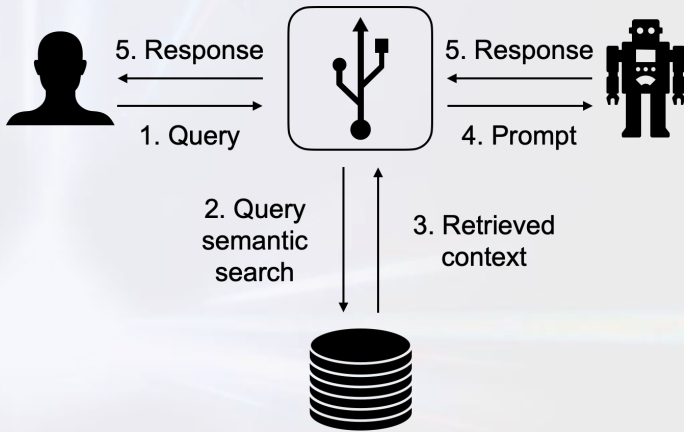 5. Response
1. Query
5. Response
4. Prompt
2. Query
semantic
search
3. Retrieved
context